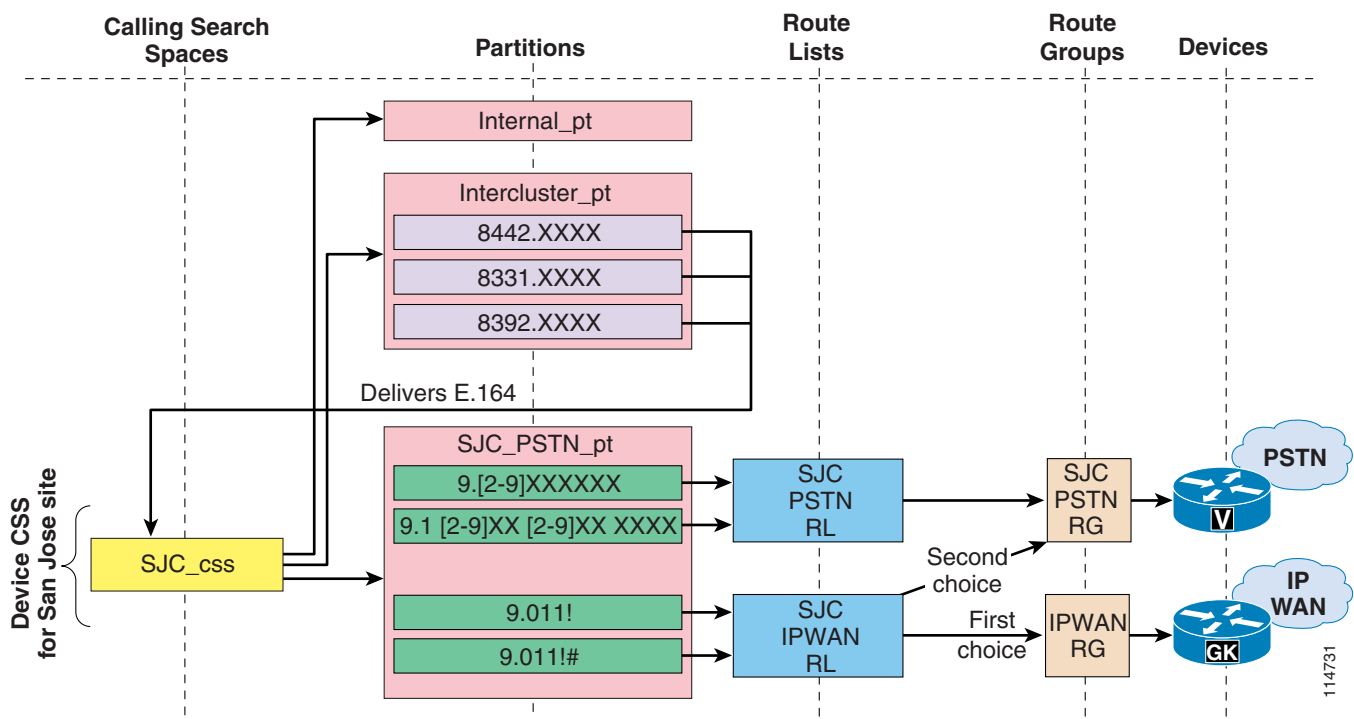 Calling Search
Spaces
Partitions
Route
Lists
Route
Groups
Devices
Internal_pt
Intercluster_pt
8442.XXXX
8331.XXXX
8392.XXXX
Delivers E.164
SJC_PSTN_pt
9.[2-9]XXXXXX
9.1 [2-9]XX [2-9]XX XXXX
9.011!
9.011!#
Device CSS
for San Jose site
SJC_css
SJC
PSTN
RL
SJC
IPWAN
RL
Second
choice
First
choice
SJC
PSTN
RG
IPWAN
RG
V
PSTN
GK
IP
WAN
114731